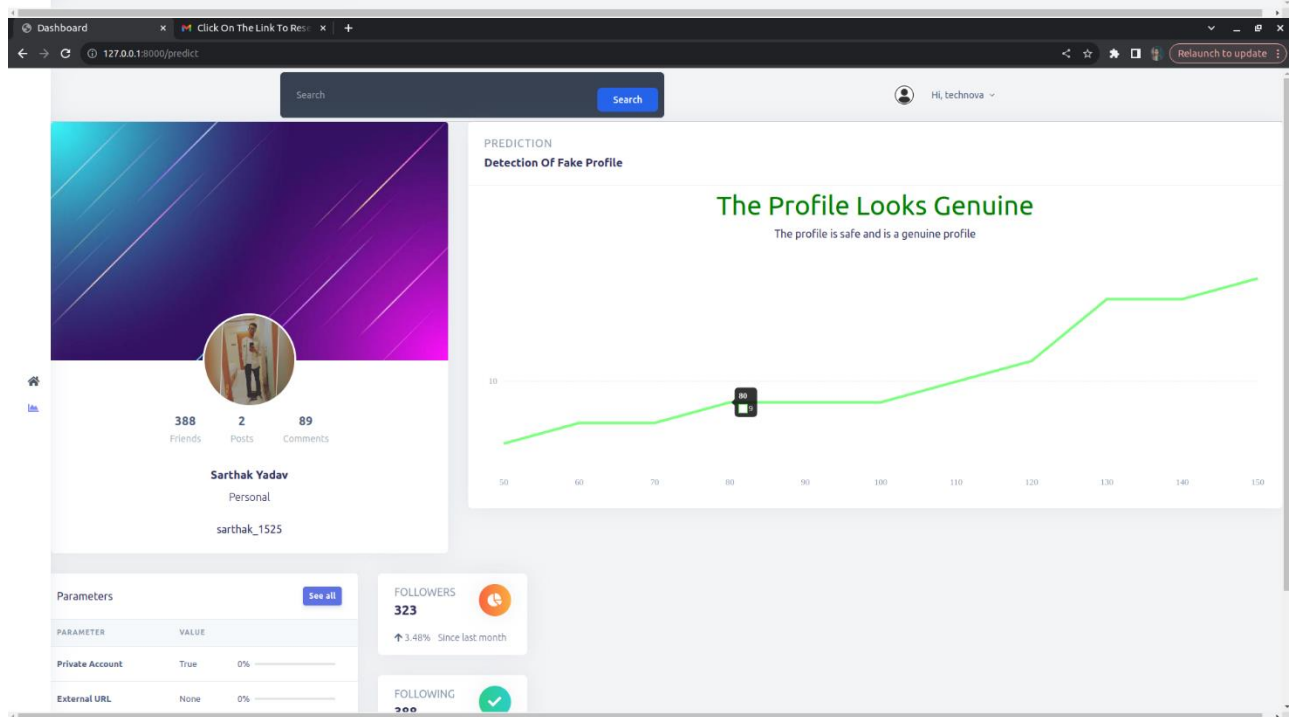 Dashboard
Click On The Link To Rese
127.0.0.1:8000/predict
Relaunch to update
Search
Search
Hi, technova
PREDICTION
Detection Of Fake Profile
The Profile Looks Genuine
The profile is safe and is a genuine profile
10
80
9
50 60 70 80 90 100 110 120 130 140 150
388 2 89
Friends Posts Comments
Sarthak Yadav
Personal
sarthak_1525
Parameters See all
PARAMETER VALUE
Private Account True 0%
External URL None 0%
FOLLOWERS
323
3.48% Since last month
FOLLOWING
388